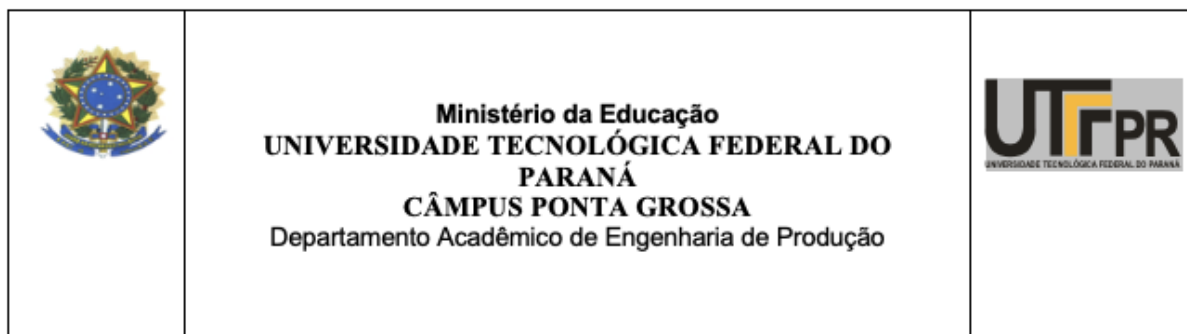 Ministério da Educação
UNIVERSIDADE TECNOLÓGICA FEDERAL DO
PARANÁ
CÂMPUS PONTA GROSSA
Departamento Acadêmico de Engenharia de Produção
UTFPR
UNIVERSIDADE TECNOLÓGICA FEDERAL DO PARANÁ